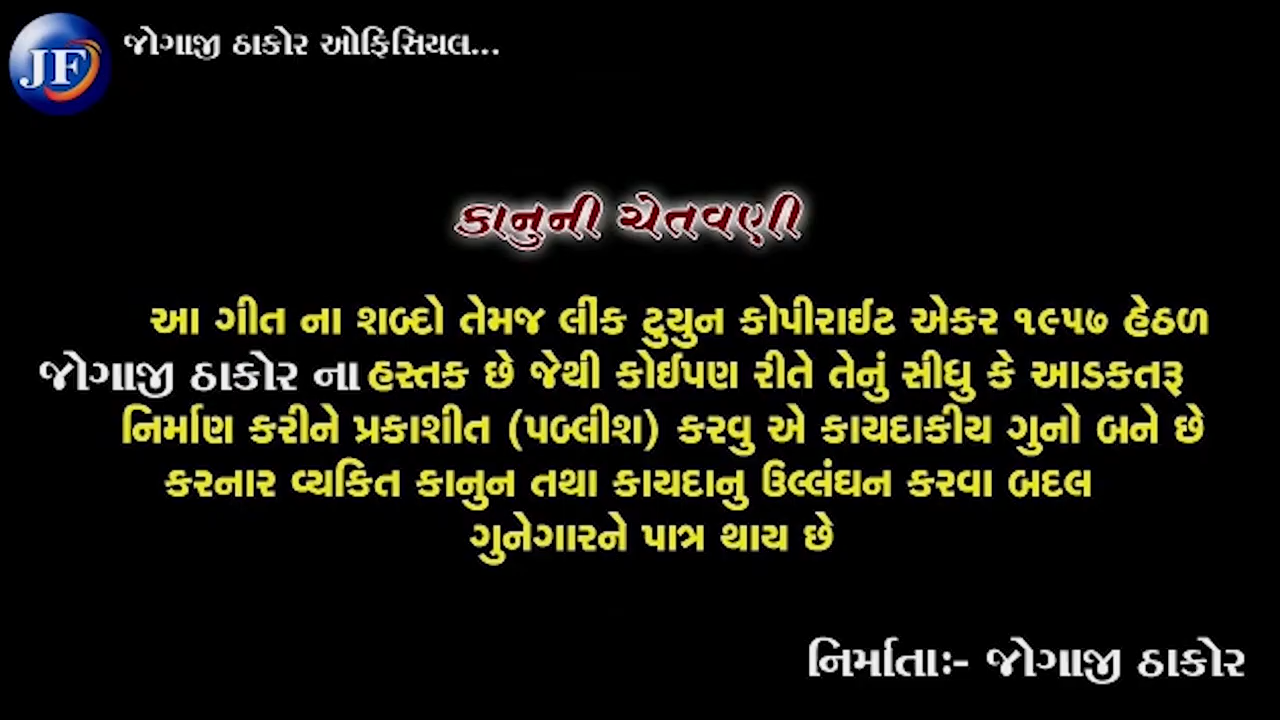 JF
જોગાજી ઠાકોર ઓફિસિયલ...
કાનુની ચેતવણી
આ ગીત ના શબ્દો તેમજ લીંક ટુયુન કોપીરાઈટ એકર ૧૯૫૭ હેઠળ
જોગાજી ઠાકોર ના હસ્તક છે જેથી કોઈપણ રીતે તેનું સીધુ કે આડકતરૂ
નિર્માણ કરીને પ્રકાશીત (પબ્લીશ) કરવુ એ કાયદાકીય ગુનો બને છે
કરનાર વ્યકિત કાનુન તથા કાયદાનુ ઉલ્લંઘન કરવા બદલ
ગુનેગારને પાત્ર થાય છે
નિર્માતાઃ- જોગાજી ઠાકોર